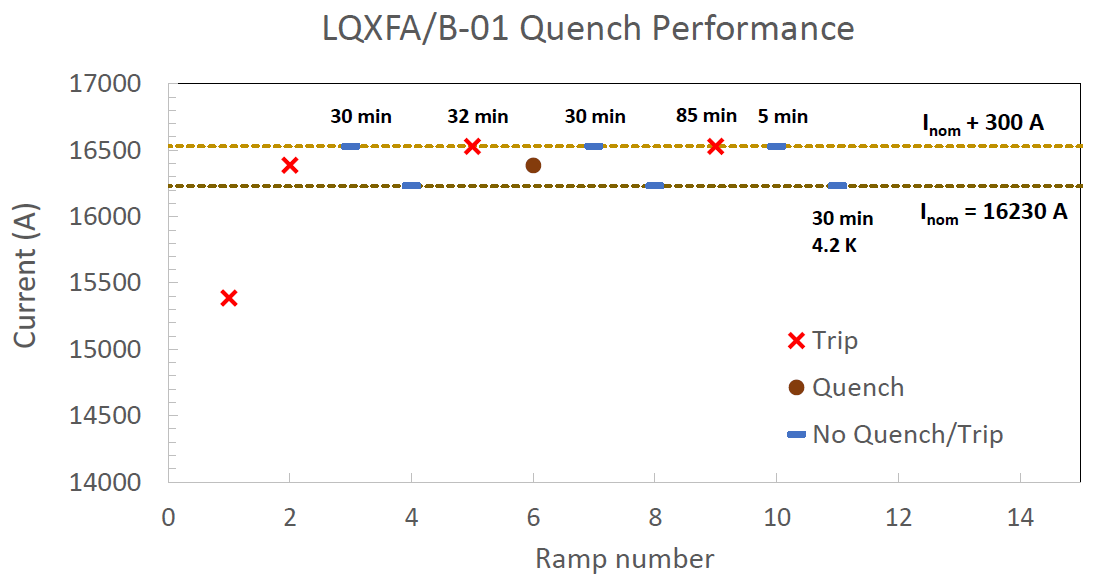 LQXFA/B-01 Quench Performance
17000
16500
16000
15500
15000
14500
14000
Current (A)
30 min
32 min
30 min
85 min
5 min
Inom + 300 A
Inom = 16230 A
30 min
4.2 K
Trip
Quench
No Quench/Trip
0
2
4
6
8
10
12
14
Ramp number